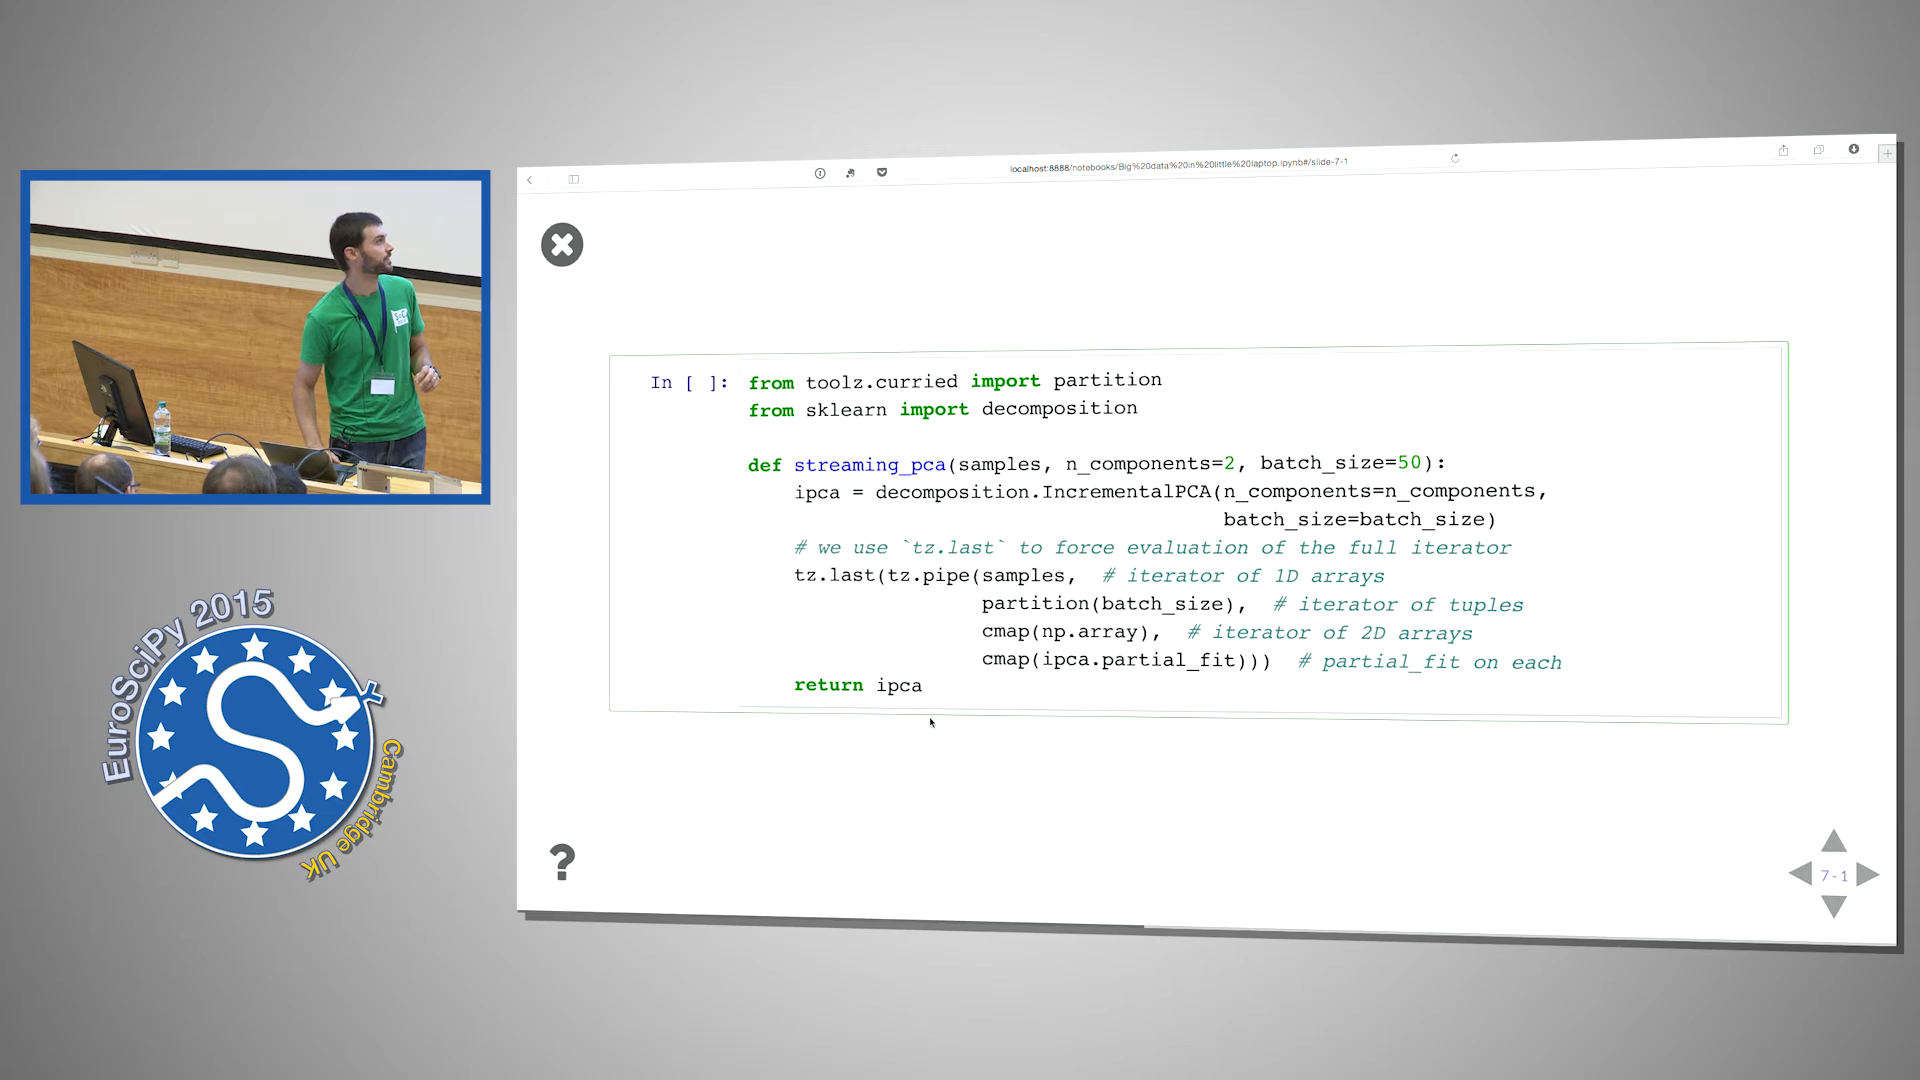 localhost:8888/notebooks/Big%20data%20in%20little%20laptop.ipynb#/slide-7-1
In [ ]: from toolz.curried import partition
from sklearn import decomposition
def streaming_pca(samples, n_components=2, batch_size=50):
ipca = decomposition.IncrementalPCA(n_components=n_components,
batch_size=batch_size)
# we use `tz.last` to force evaluation of the full iterator
tz.last(tz.pipe(samples,  # iterator of 1D arrays
partition(batch_size),  # iterator of tuples
cmap(np.array),  # iterator of 2D arrays
cmap(ipca.partial_fit)))  # partial_fit on each
return ipca
?
7-1
EuroSciPy 2015
Cambridge UK